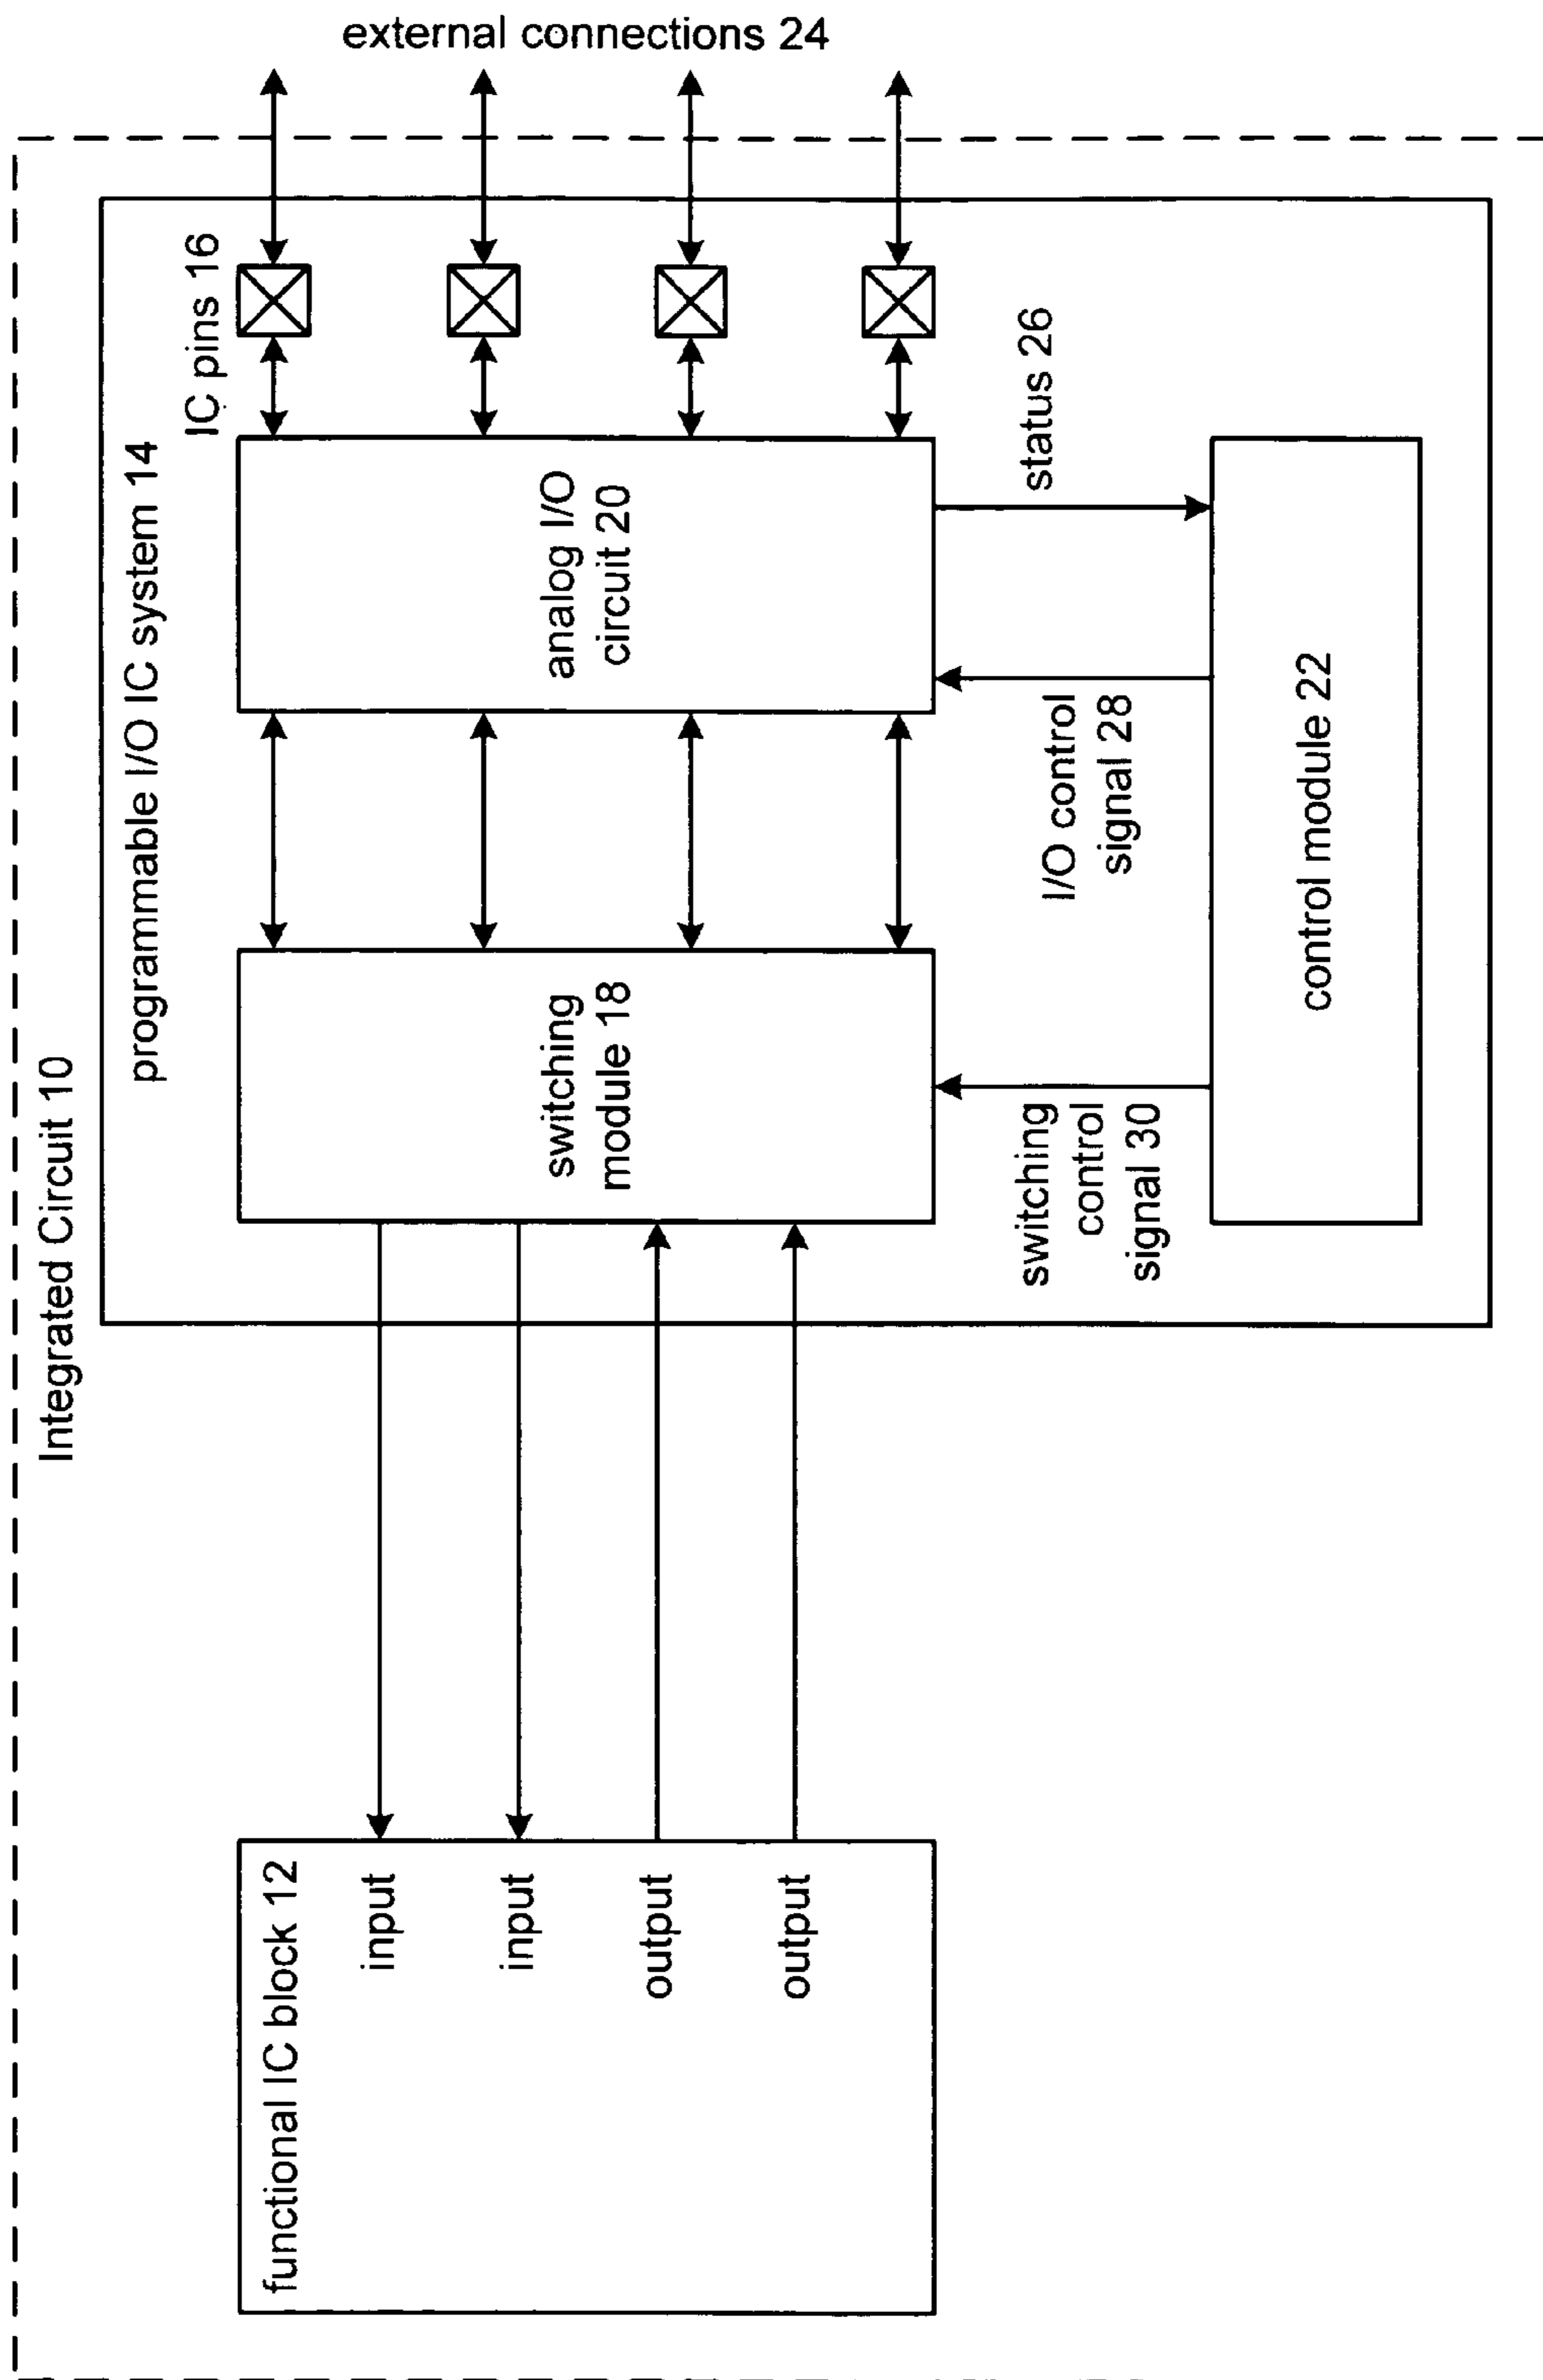 external connections 24
Integrated Circuit 10
programmable I/O IC system 14
IC pins 16
functional IC block 12
input
input
output
output
switching
module 18
analog I/O
circuit 20
switching
control
signal 30
I/O control
signal 28
status 26
control module 22